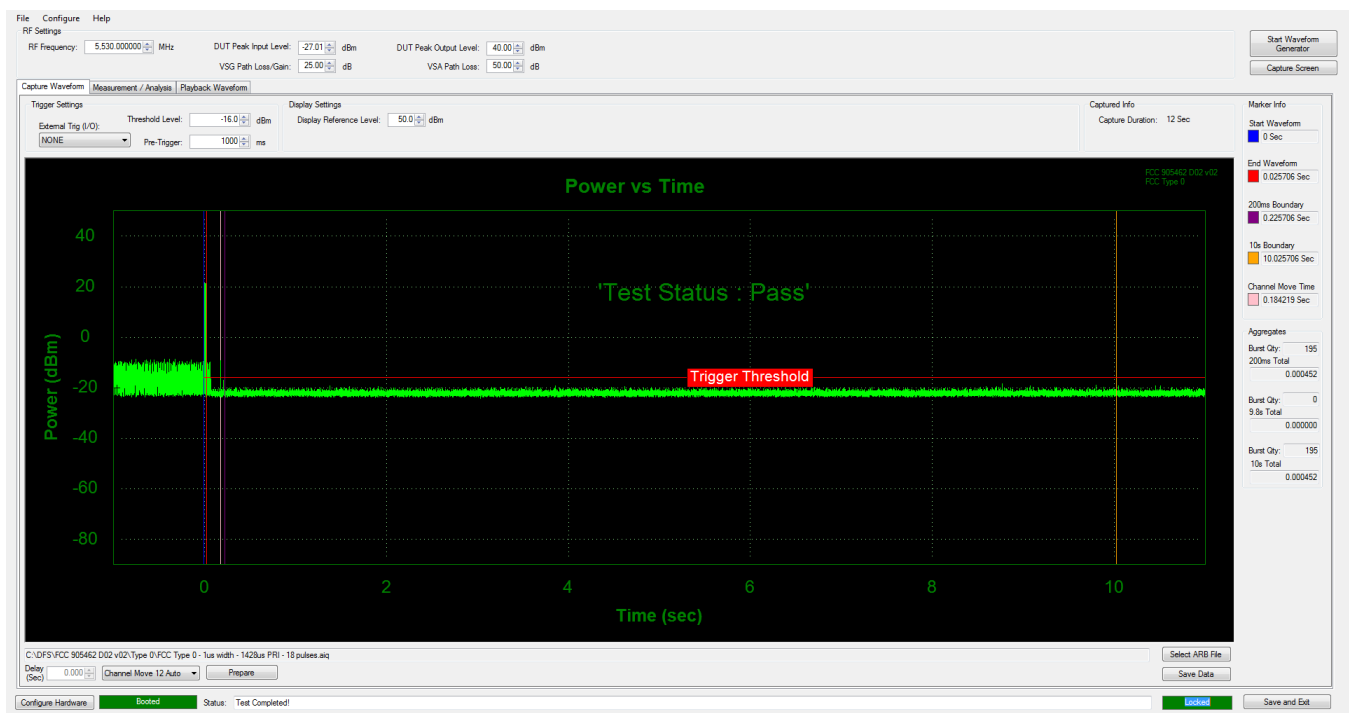 File Configure Help
RF Settings
RF Frequency: 5,530.000000 MHz DUT Peak Input Level: -27.01 dBm DUT Peak Output Level: 40.00 dBm
VSG Path Loss/Gain: 25.00 dB VSA Path Loss: 50.00 dB
Start Waveform
Generator
Capture Screen
Capture Waveform Measurement / Analysis Playback Waveform
Trigger Settings
External Trig (I/O):
NONE
Threshold Level: -16.0 dBm
Pre-Trigger: 1000 ms
Display Settings
Display Reference Level: 50.0 dBm
Captured Info
Capture Duration: 12 Sec
Power vs Time
FCC 905462 D02 v02
FCC Type 0
'Test Status : Pass'
Trigger Threshold
Power (dBm)
40
20
0
-20
-40
-60
-80
0 2 4 6 8 10
Time (sec)
Marker Info
Start Waveform
0 Sec
End Waveform
0.025706 Sec
200ms Boundary
0.225706 Sec
10s Boundary
10.025706 Sec
Channel Move Time
0.184219 Sec
Aggregates
Burst Qty: 195
200ms Total
0.000452
Burst Qty: 0
9.8s Total
0.000000
Burst Qty: 195
10s Total
0.000452
C:\DFS\FCC 905462 D02 v02\Type 0\FCC Type 0 - 1us width - 1428us PRI - 18 pulses.aiq
Select ARB File
Delay
(Sec) 0.000 Channel Move 12 Auto Prepare
Save Data
Configure Hardware Booted Status: Test Completed! Locked Save and Exit